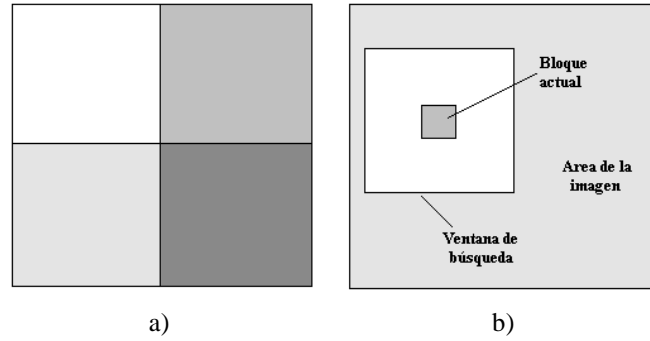 Bloque
actual
Area de la
imagen
Ventana de
búsqueda
a)
b)